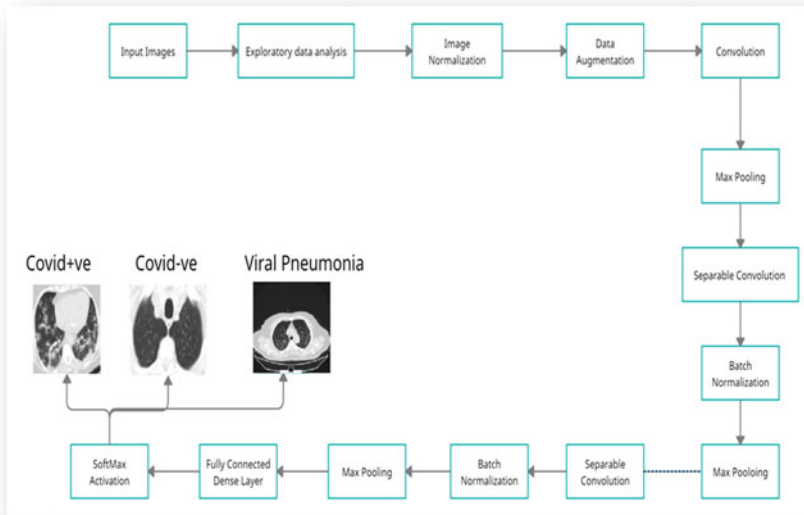 Input Images
Exploratory data analysis
Image
Normalization
Data
Augmentation
Convolution
Max Pooling
Separable Convolution
Batch
Normalization
Max Pooloing
Separable
Convolution
Batch
Normalization
Max Pooling
Fully Connected
Dense Layer
SoftMax
Activation
Covid+ve
Covid-ve
Viral Pneumonia